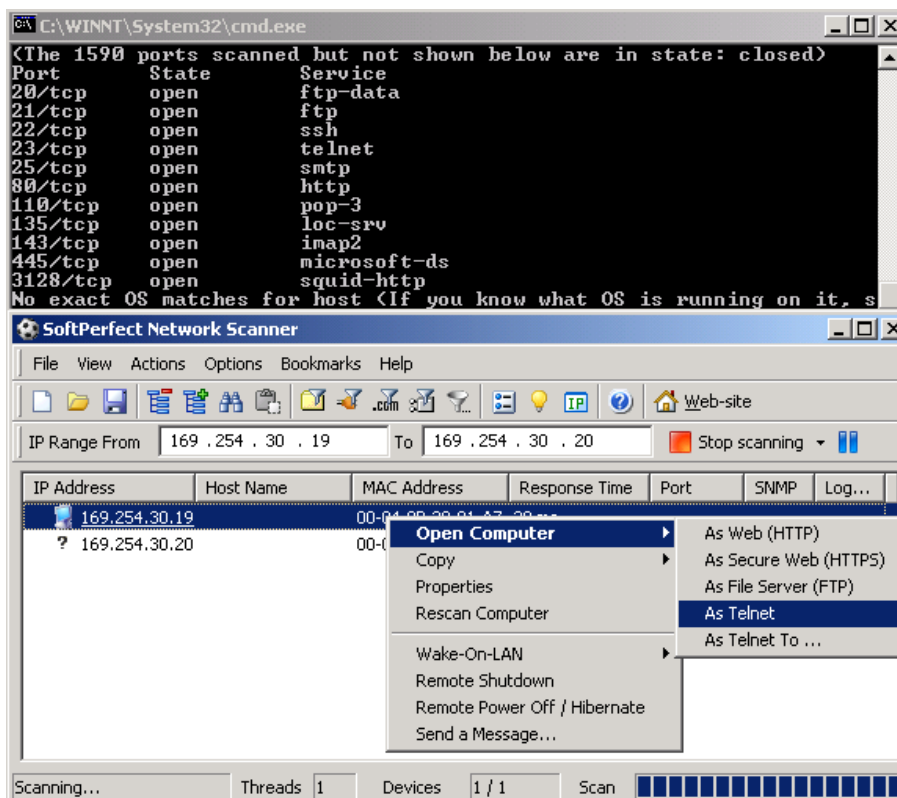 C:\WINNT\System32\cmd.exe
(The 1590 ports scanned but not shown below are in state: closed)
Port State Service
20/tcp open ftp-data
21/tcp open ftp
22/tcp open ssh
23/tcp open telnet
25/tcp open smtp
80/tcp open http
110/tcp open pop-3
135/tcp open loc-srv
143/tcp open imap2
445/tcp open microsoft-ds
3128/tcp open squid-http
No exact OS matches for host (If you know what OS is running on it, s
SoftPerfect Network Scanner
File View Actions Options Bookmarks Help
.com IP Web-site
IP Range From 169 . 254 . 30 . 19 To 169 . 254 . 30 . 20 Stop scanning
IP Address Host Name MAC Address Response Time Port SNMP Log...
169.254.30.19
? 169.254.30.20
Open Computer
Copy
Properties
Rescan Computer
Wake-On-LAN
Remote Shutdown
Remote Power Off / Hibernate
Send a Message...
As Web (HTTP)
As Secure Web (HTTPS)
As File Server (FTP)
As Telnet
As Telnet To ...
Scanning... Threads 1 Devices 1 / 1 Scan